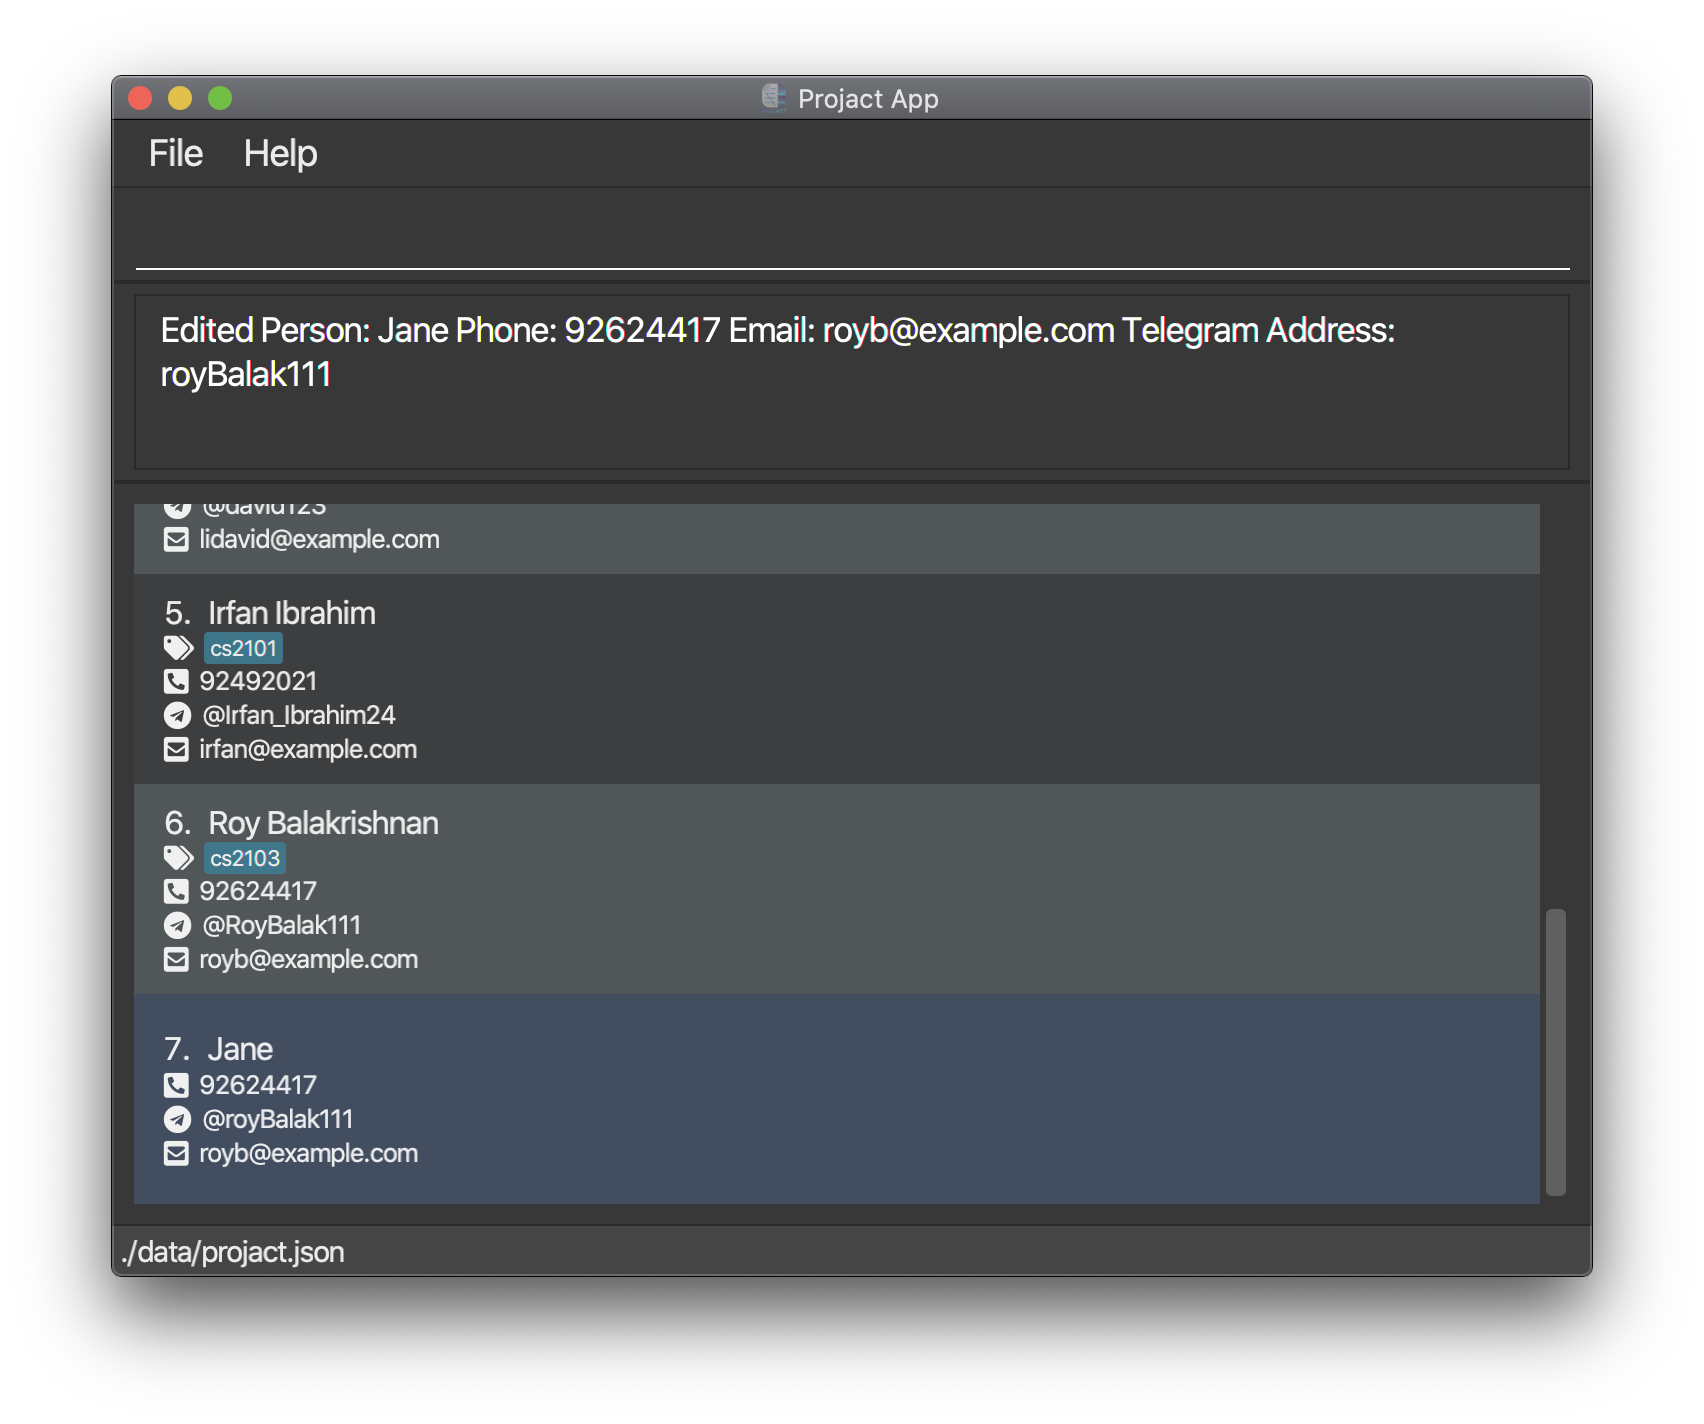 Projact App
File Help
Edited Person: Jane Phone: 92624417 Email: royb@example.com Telegram Address:
royBalak111
@david123
lidavid@example.com
5. Irfan Ibrahim
cs2101
92492021
@Irfan_Ibrahim24
irfan@example.com
6. Roy Balakrishnan
cs2103
92624417
@RoyBalak111
royb@example.com
7. Jane
92624417
@royBalak111
royb@example.com
./data/projact.json